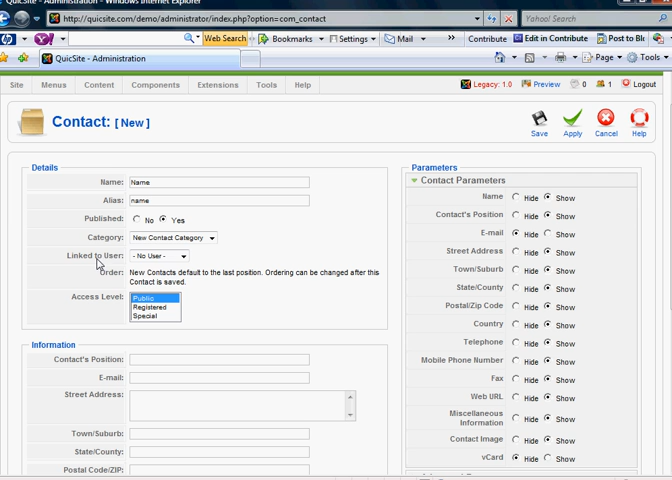 QuicSite - Administration - Windows Internet Explorer
http://quicsite.com/demo/administrator/index.php?option=com_contact
Yahoo! Search
Y! Web Search Bookmarks Settings Mail Contribute Edit in Contribute Post to Bl
QuicSite - Administration Page Tools
Site Menus Content Components Extensions Tools Help Legacy: 1.0 Preview 0 1 Logout
Contact: [ New ]
Save Apply Cancel Help
Details
Name: Name
Alias: name
Published: No Yes
Category: New Contact Category
Linked to User: - No User -
Order: New Contacts default to the last position. Ordering can be changed after this
Contact is saved.
Access Level: Public
Registered
Special
Information
Contact's Position:
E-mail:
Street Address:
Town/Suburb:
State/County:
Postal Code/ZIP:
Parameters
Contact Parameters
Name Hide Show
Contact's Position Hide Show
E-mail Hide Show
Street Address Hide Show
Town/Suburb Hide Show
State/County Hide Show
Postal/Zip Code Hide Show
Country Hide Show
Telephone Hide Show
Mobile Phone Number Hide Show
Fax Hide Show
Web URL Hide Show
Miscellaneous
Information Hide Show
Contact Image Hide Show
vCard Hide Show